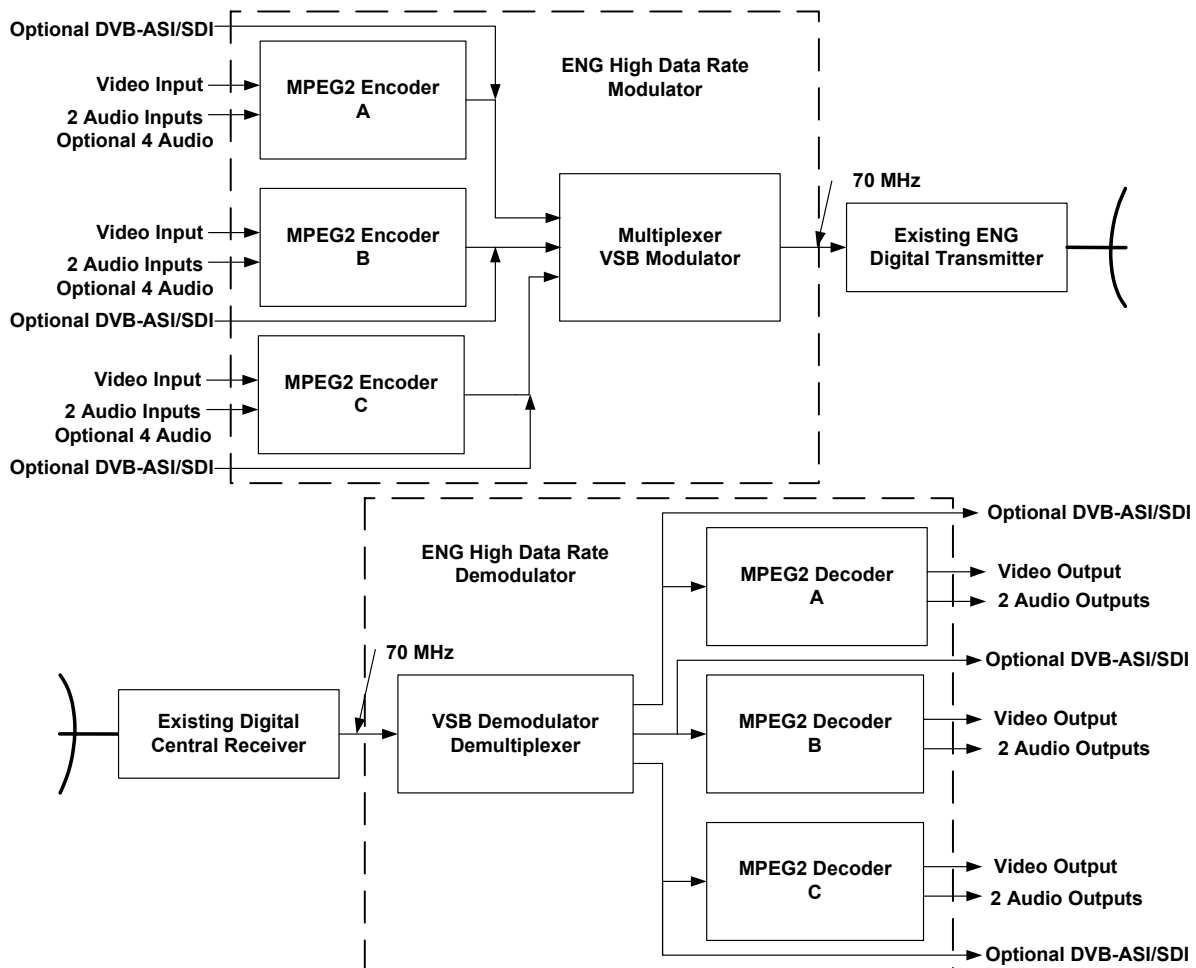 Optional DVB-ASI/SDI
Video Input
2 Audio Inputs
Optional 4 Audio
MPEG2 Encoder
A
ENG High Data Rate
Modulator
Video Input
2 Audio Inputs
Optional 4 Audio
MPEG2 Encoder
B
Optional DVB-ASI/SDI
Multiplexer
VSB Modulator
70 MHz
Existing ENG
Digital Transmitter
Video Input
2 Audio Inputs
Optional 4 Audio
MPEG2 Encoder
C
Optional DVB-ASI/SDI
ENG High Data Rate
Demodulator
Optional DVB-ASI/SDI
MPEG2 Decoder
A
Video Output
2 Audio Outputs
70 MHz
Optional DVB-ASI/SDI
Existing Digital
Central Receiver
VSB Demodulator
Demultiplexer
MPEG2 Decoder
B
Video Output
2 Audio Outputs
MPEG2 Decoder
C
Video Output
2 Audio Outputs
Optional DVB-ASI/SDI